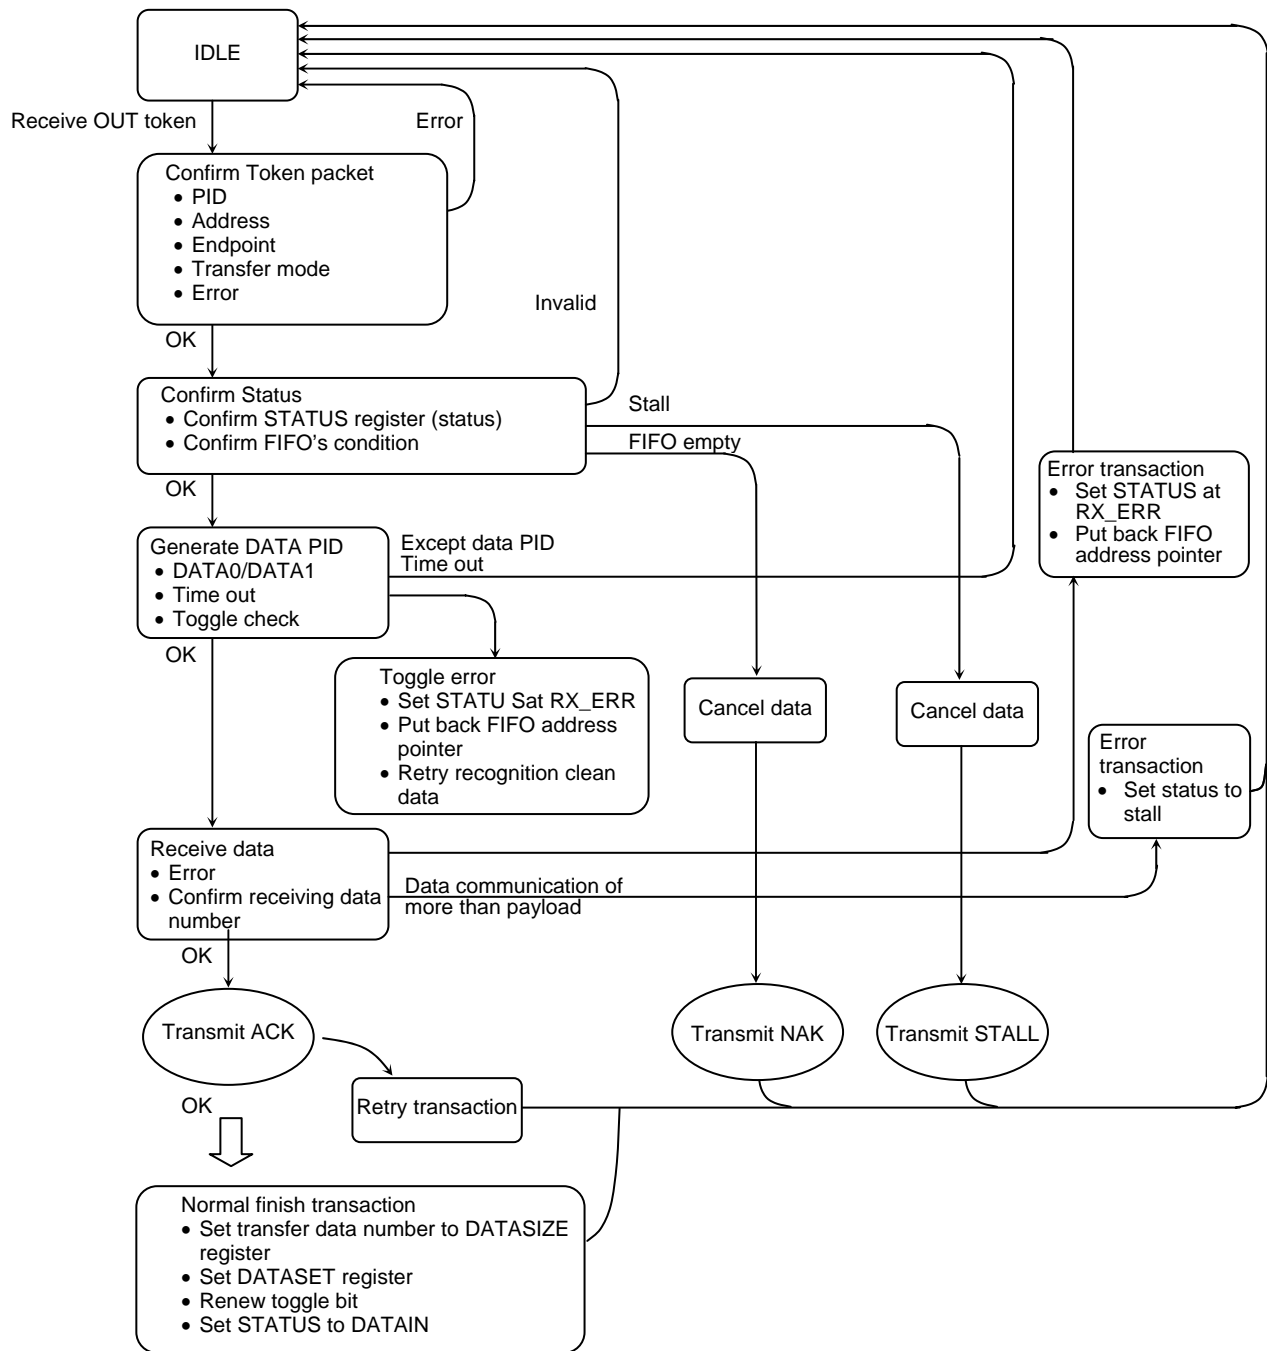 IDLE
Receive OUT token
Error
Confirm Token packet
• PID
• Address
• Endpoint
• Transfer mode
• Error
Invalid
OK
Confirm Status
• Confirm STATUS register (status)
• Confirm FIFO’s condition
Stall
FIFO empty
OK
Error transaction
• Set STATUS at
RX_ERR
• Put back FIFO
address pointer
Generate DATA PID
• DATA0/DATA1
• Time out
• Toggle check
Except data PID
Time out
OK
Toggle error
• Set STATU Sat RX_ERR
• Put back FIFO address
pointer
• Retry recognition clean
data
Cancel data
Cancel data
Error
transaction
• Set status to
stall
Receive data
• Error
• Confirm receiving data
number
Data communication of
more than payload
OK
Transmit ACK
Transmit NAK
Transmit STALL
OK
Retry transaction
Normal finish transaction
• Set transfer data number to DATASIZE
register
• Set DATASET register
• Renew toggle bit
• Set STATUS to DATAIN